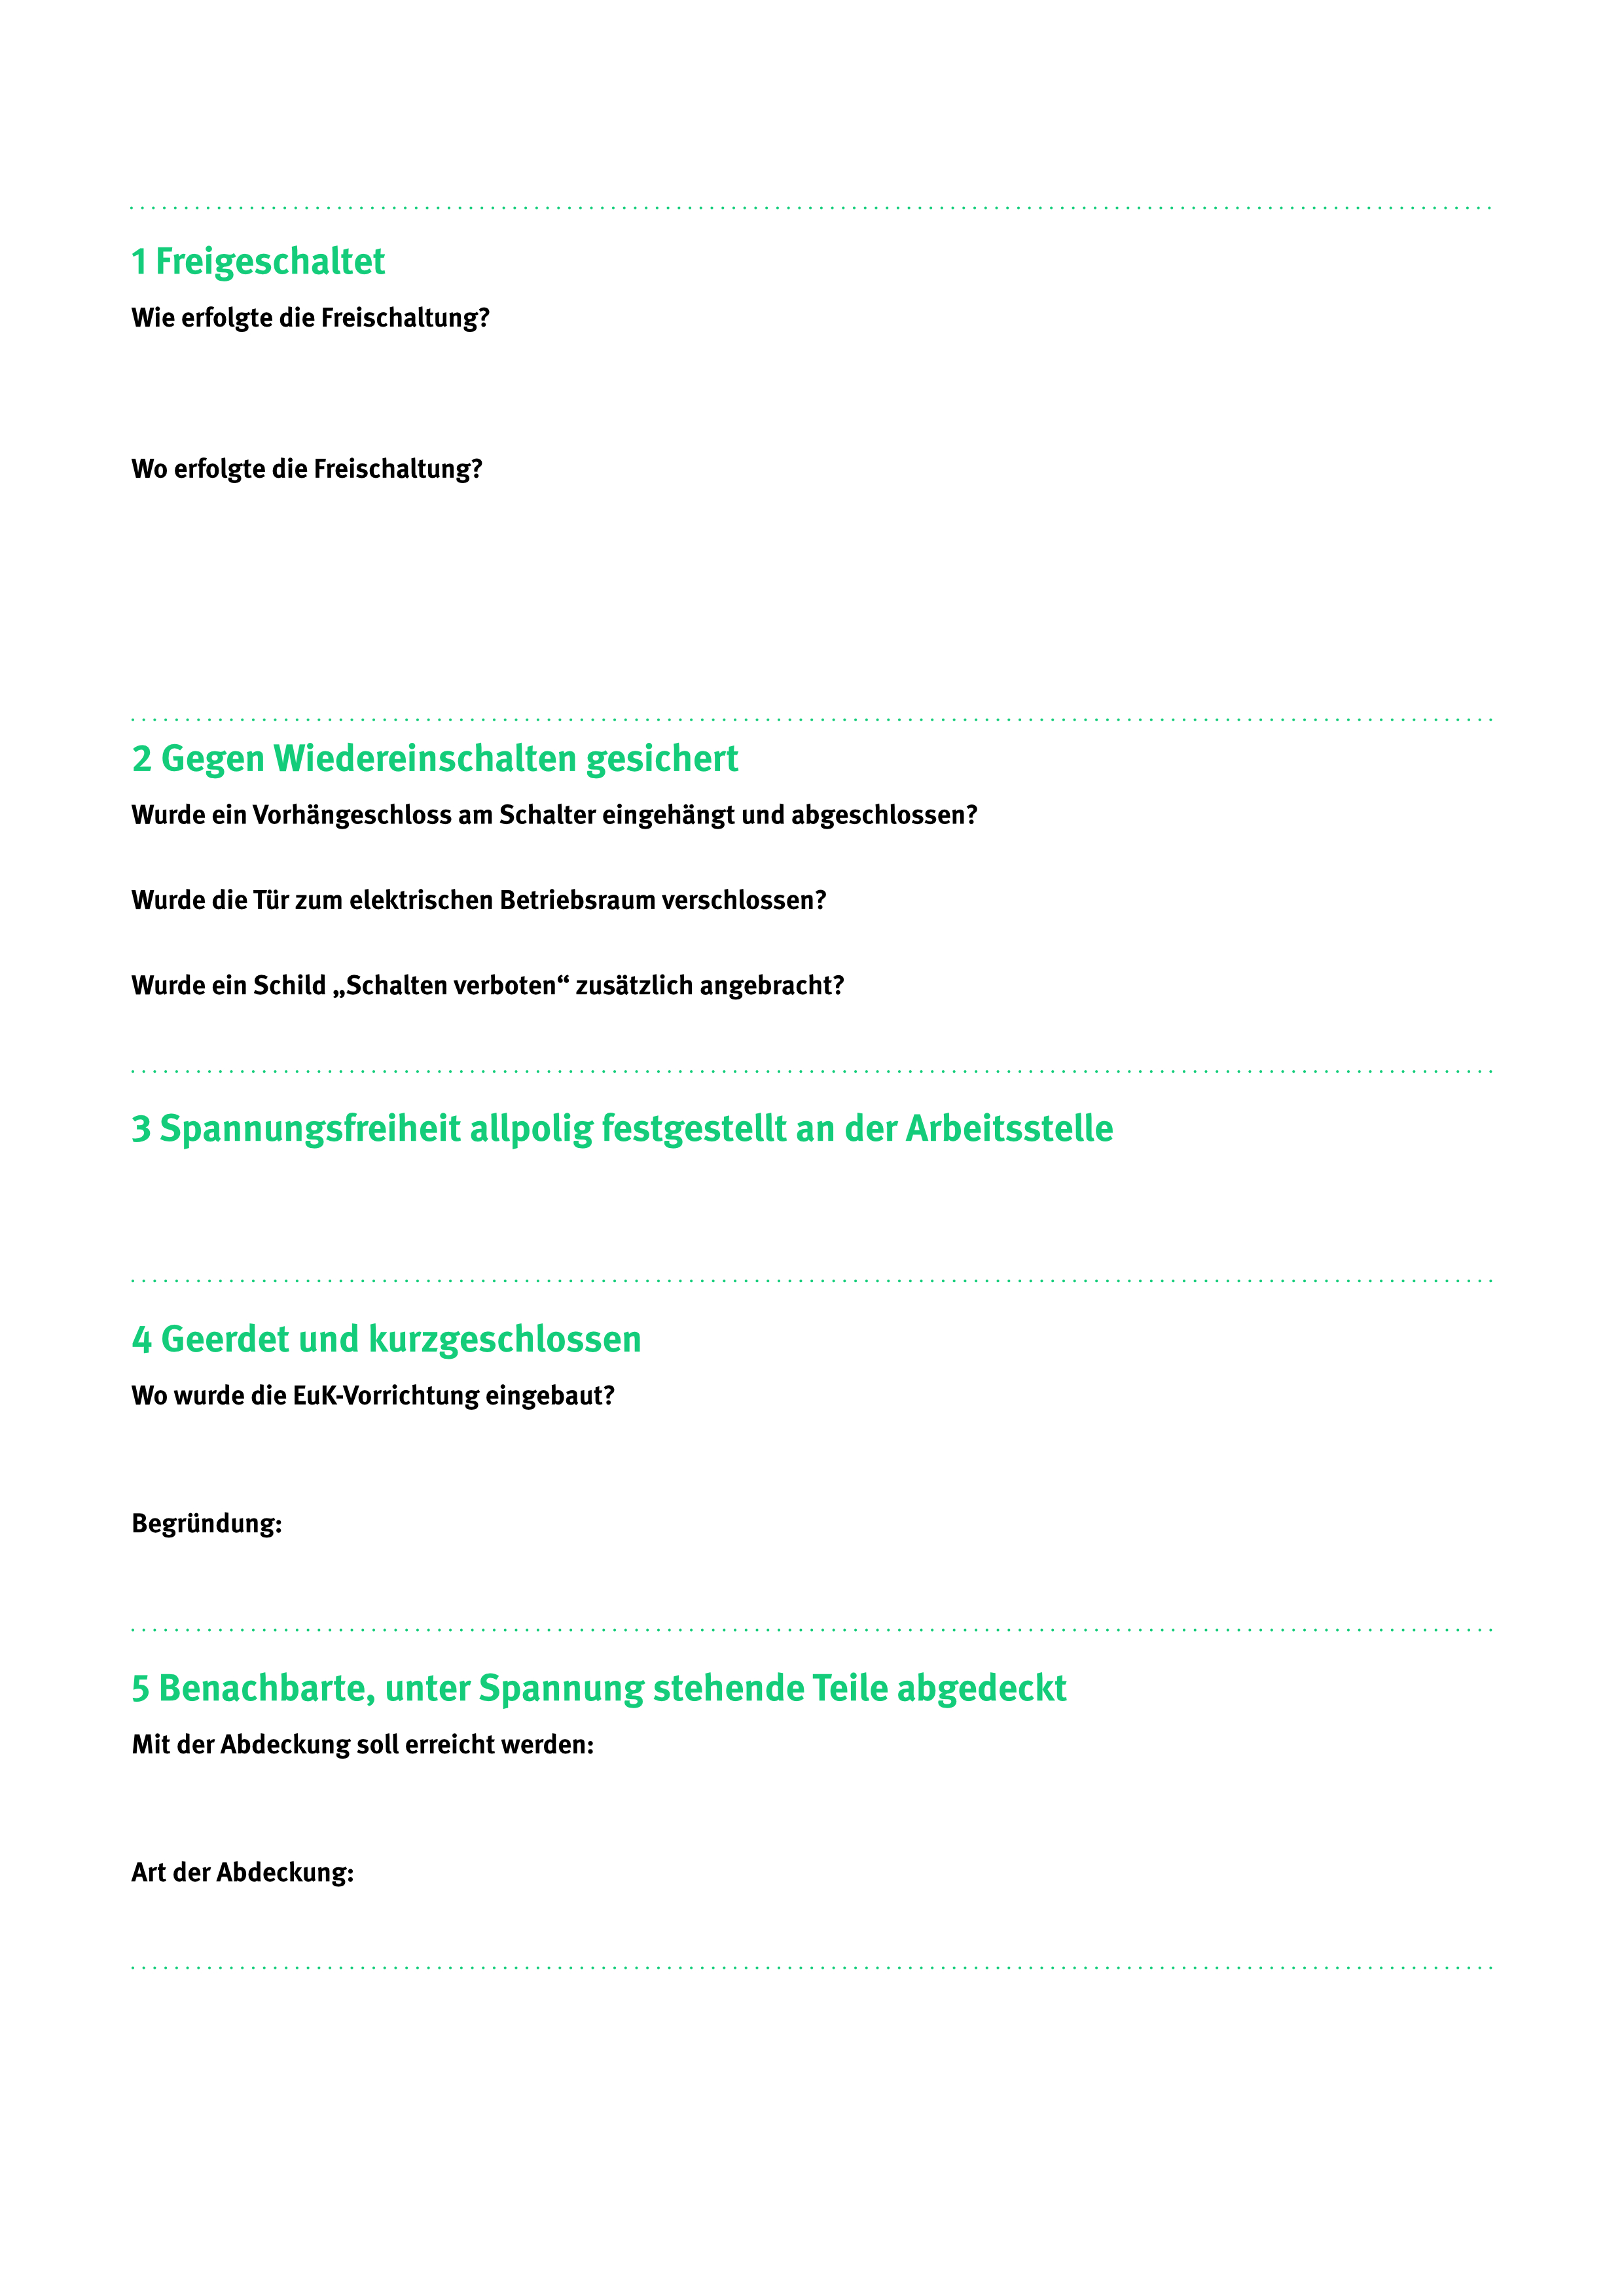 1 Freigeschaltet
Wie erfolgte die Freischaltung?
Wo erfolgte die Freischaltung?
2 Gegen Wiedereinschalten gesichert
Wurde ein Vorhängeschloss am Schalter eingehängt und abgeschlossen?
Wurde die Tür zum elektrischen Betriebsraum verschlossen?
Wurde ein Schild „Schalten verboten“ zusätzlich angebracht?
3 Spannungsfreiheit allpolig festgestellt an der Arbeitsstelle
4 Geerdet und kurzgeschlossen
Wo wurde die EuK-Vorrichtung eingebaut?
Begründung:
5 Benachbarte, unter Spannung stehende Teile abgedeckt
Mit der Abdeckung soll erreicht werden:
Art der Abdeckung: